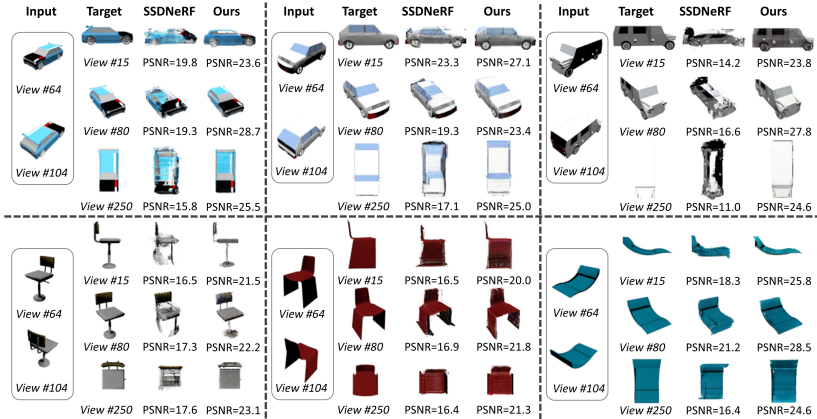 Input Target SSDNeRF Ours
View #15 PSNR=19.8 PSNR=23.6
View #64
View #80 PSNR=19.3 PSNR=28.7
View #104
View #250 PSNR=15.8 PSNR=25.5
Input Target SSDNeRF Ours
View #15 PSNR=23.3 PSNR=27.1
View #64
View #80 PSNR=19.3 PSNR=23.4
View #104
View #250 PSNR=17.1 PSNR=25.0
Input Target SSDNeRF Ours
View #15 PSNR=14.2 PSNR=23.8
View #64
View #80 PSNR=16.6 PSNR=27.8
View #104
View #250 PSNR=11.0 PSNR=24.6
View #15 PSNR=16.5 PSNR=21.5
View #64
View #80 PSNR=17.3 PSNR=22.2
View #104
View #250 PSNR=17.6 PSNR=23.1
View #15 PSNR=16.5 PSNR=20.0
View #64
View #80 PSNR=16.9 PSNR=21.8
View #104
View #250 PSNR=16.4 PSNR=21.3
View #15 PSNR=18.3 PSNR=25.8
View #64
View #80 PSNR=21.2 PSNR=28.5
View #104
View #250 PSNR=16.4 PSNR=24.6